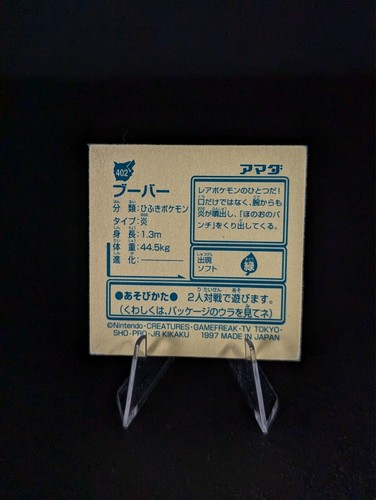 402
アマダ
ブーバー
分類:ひふきポケモン
タイプ:炎
身長:1.3m
体重:44.5kg
進化:————
レアポケモンのひとつだ!
口だけではなく、腕からも
炎が噴出し、「ほのおのパ
ンチ」をくり出してくる。
出現
ソフト
緑
●あそびかた● 2人対戦で遊びます。
(くわしくは、パッケージのウラを見てネ)
©Nintendo・CREATURES・GAMEFREAK・TV TOKYO・
SHO・PRO・JR KIKAKU 1997 MADE IN JAPAN